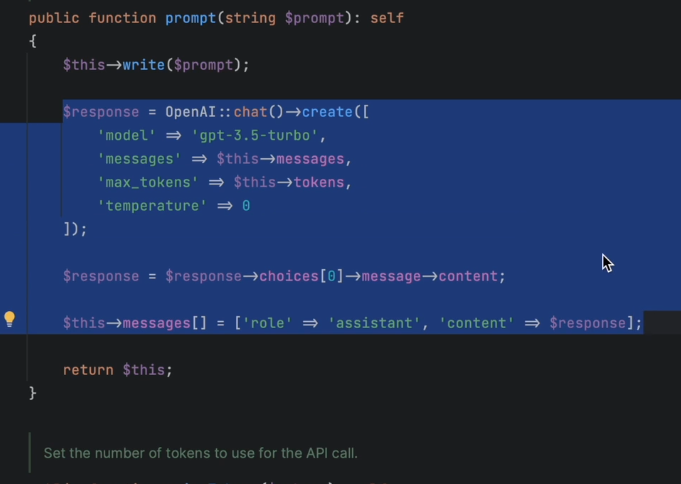 public function prompt(string $prompt): self
{
$this->write($prompt);
$response = OpenAI::chat()->create([
'model' => 'gpt-3.5-turbo',
'messages' => $this->messages,
'max_tokens' => $this->tokens,
'temperature' => 0
]);
$response = $response->choices[0]->message->content;
$this->messages[] = ['role' => 'assistant', 'content' => $response];
return $this;
}
Set the number of tokens to use for the API call.